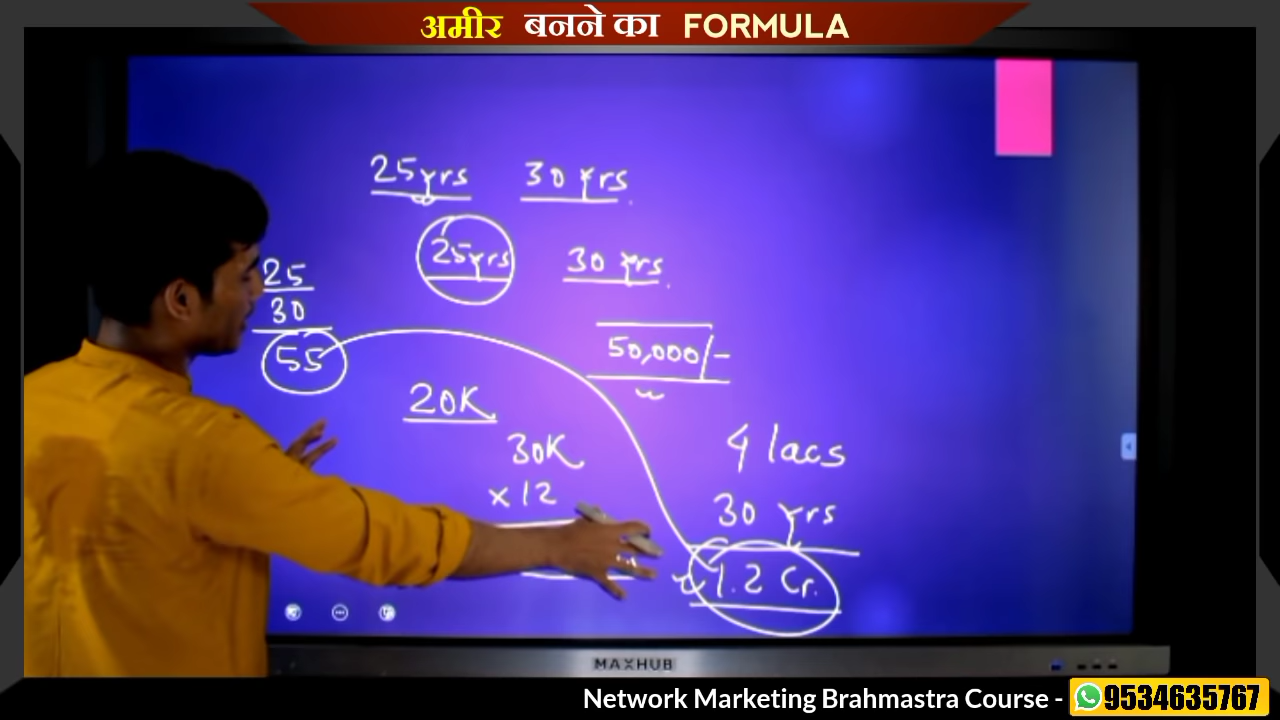 अमीर बनने का FORMULA
25yrs 30 yrs.
25yrs 30 yrs.
25
30
55
50,000/-
20K
30K
x 12
4 lacs
30 yrs
1.2 Cr.
MAXHUB
Network Marketing Brahmastra Course - 9534635767